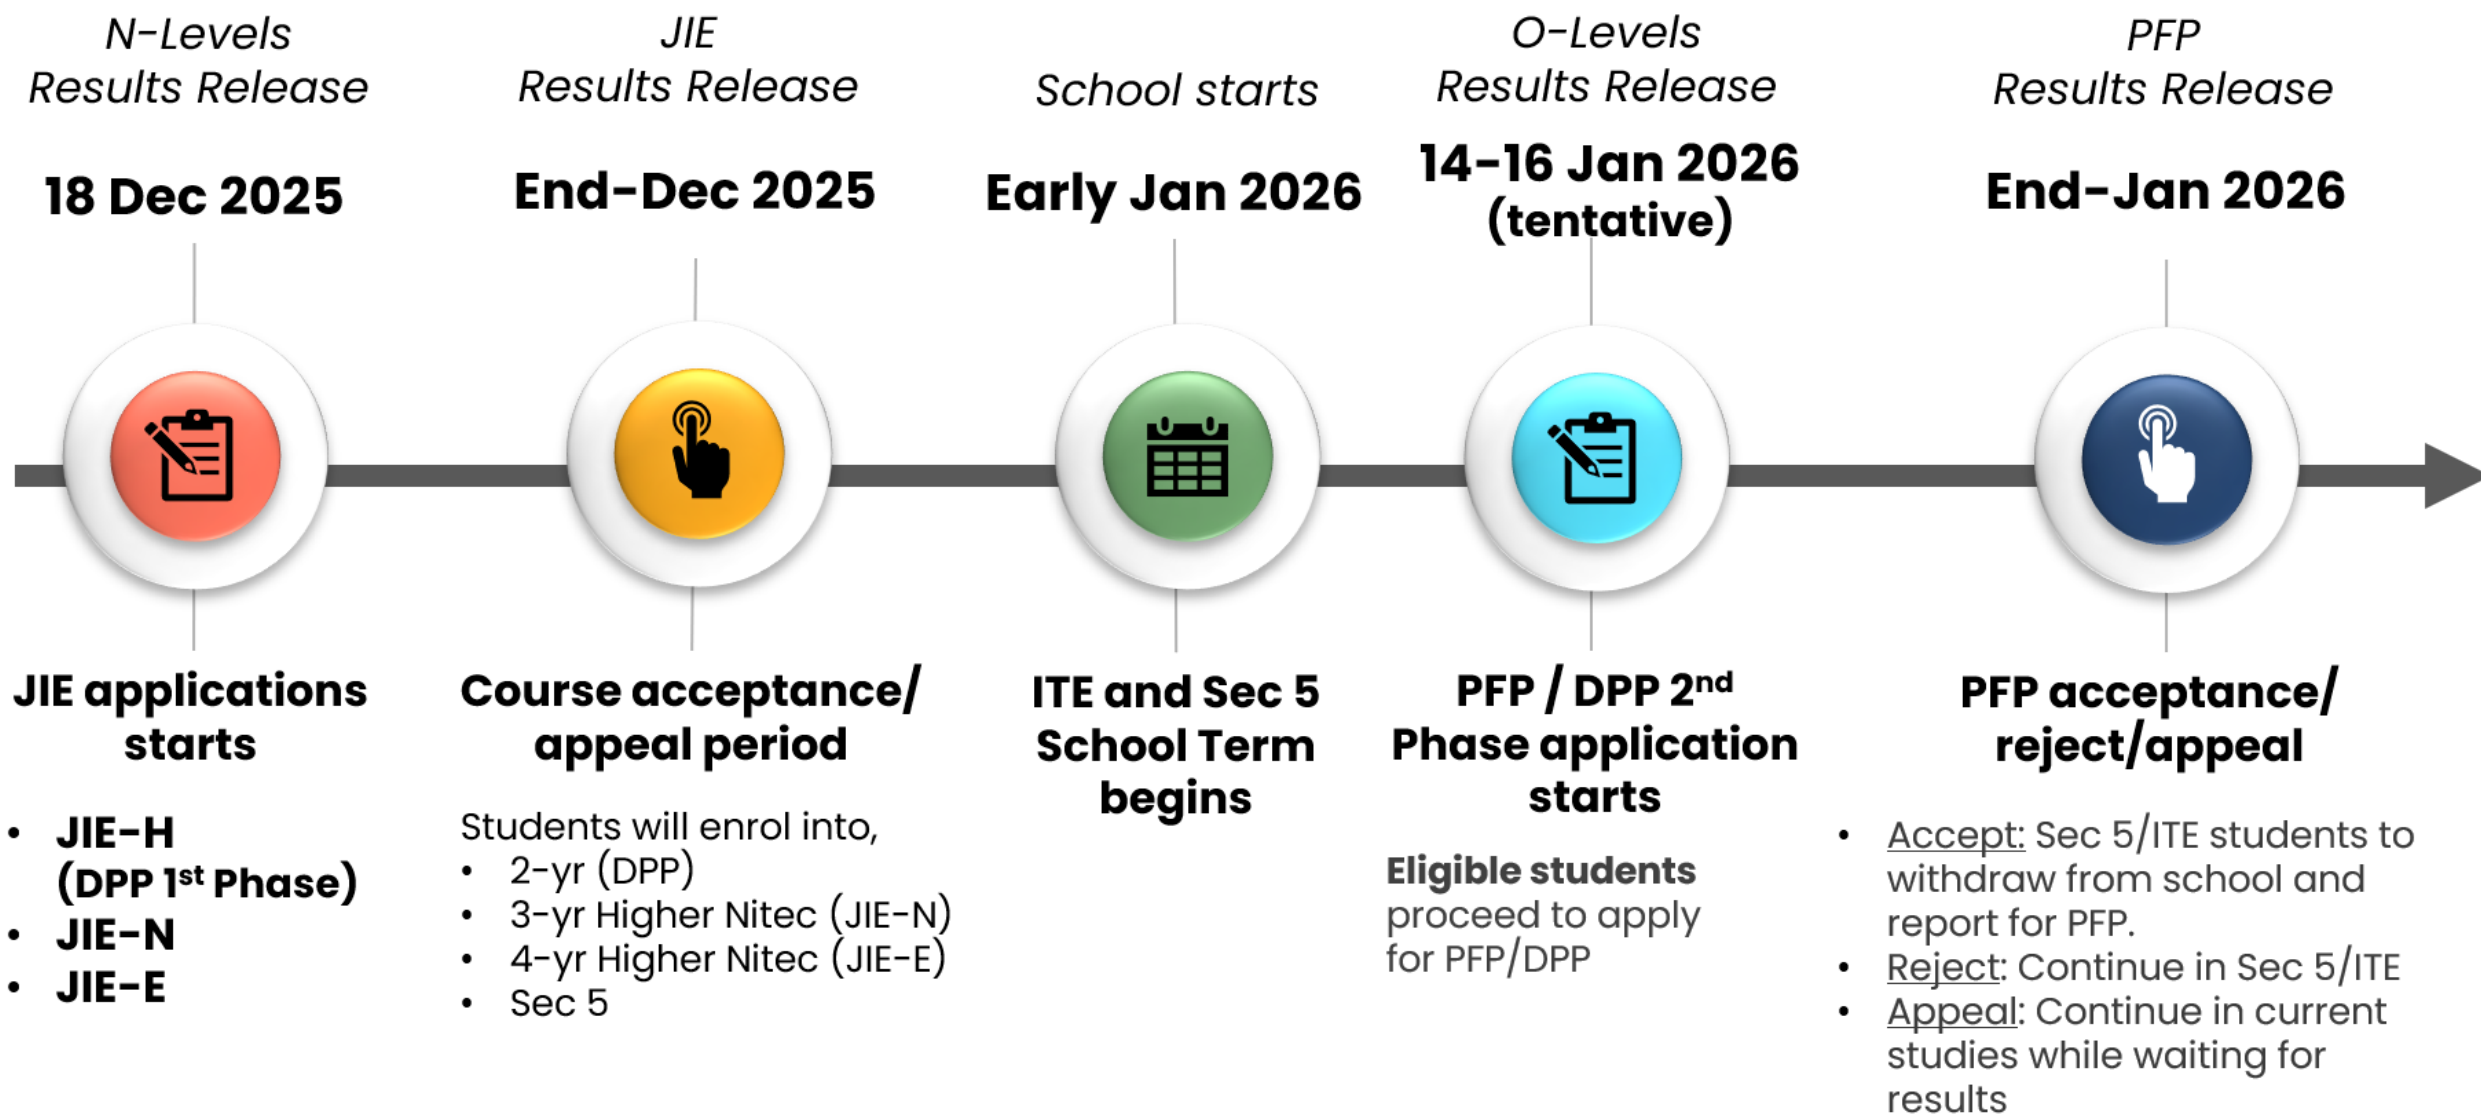 N-Levels
Results Release
18 Dec 2025
JIE applications
starts
• JIE-H
(DPP 1st Phase)
• JIE-N
• JIE-E
JIE
Results Release
End-Dec 2025
Course acceptance/
appeal period
Students will enrol into,
• 2-yr (DPP)
• 3-yr Higher Nitec (JIE-N)
• 4-yr Higher Nitec (JIE-E)
• Sec 5
School starts
Early Jan 2026
ITE and Sec 5
School Term
begins
O-Levels
Results Release
14-16 Jan 2026
(tentative)
PFP / DPP 2nd
Phase application
starts
Eligible students
proceed to apply
for PFP/DPP
PFP
Results Release
End-Jan 2026
PFP acceptance/
reject/appeal
• Accept: Sec 5/ITE students to
withdraw from school and
report for PFP.
• Reject: Continue in Sec 5/ITE
• Appeal: Continue in current
studies while waiting for
results